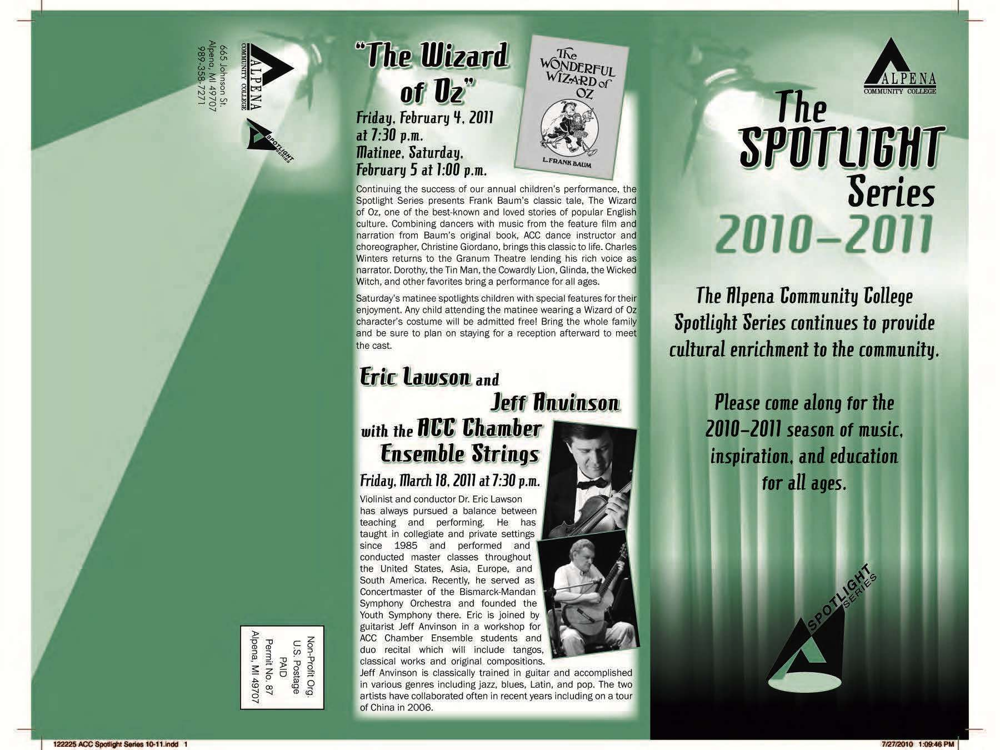 665 Johnson St.
Alpena, MI 49707
989-358-7271
ALPENA
COMMUNITY COLLEGE
SPOTLIGHT
SERIES
Non-Profit Org.
U.S. Postage
PAID
Permit No. 87
Alpena, MI 49707
“The Wizard
of Oz”
Friday, February 4, 2011
at 7:30 p.m.
Matinee, Saturday,
February 5 at 1:00 p.m.
The
WONDERFUL
WIZARD of
OZ
L. FRANK BAUM
Continuing the success of our annual children’s performance, the
Spotlight Series presents Frank Baum’s classic tale, The Wizard
of Oz, one of the best-known and loved stories of popular English
culture. Combining dancers with music from the feature film and
narration from Baum’s original book, ACC dance instructor and
choreographer, Christine Giordano, brings this classic to life. Charles
Winters returns to the Granum Theatre lending his rich voice as
narrator. Dorothy, the Tin Man, the Cowardly Lion, Glinda, the Wicked
Witch, and other favorites bring a performance for all ages.
Saturday’s matinee spotlights children with special features for their
enjoyment. Any child attending the matinee wearing a Wizard of Oz
character’s costume will be admitted free! Bring the whole family
and be sure to plan on staying for a reception afterward to meet
the cast.
Eric Lawson and
Jeff Anvinson
with the ACC Chamber
Ensemble Strings
Friday, March 18, 2011 at 7:30 p.m.
Violinist and conductor Dr. Eric Lawson
has always pursued a balance between
teaching and performing. He has
taught in collegiate and private settings
since 1985 and performed and
conducted master classes throughout
the United States, Asia, Europe, and
South America. Recently, he served as
Concertmaster of the Bismarck-Mandan
Symphony Orchestra and founded the
Youth Symphony there. Eric is joined by
guitarist Jeff Anvinson in a workshop for
ACC Chamber Ensemble students and
duo recital which will include tangos,
classical works and original compositions.
Jeff Anvinson is classically trained in guitar and accomplished
in various genres including jazz, blues, Latin, and pop. The two
artists have collaborated often in recent years including on a tour
of China in 2006.
ALPENA
COMMUNITY COLLEGE
The
SPOTLIGHT
Series
2010–2011
The Alpena Community College
Spotlight Series continues to provide
cultural enrichment to the community.
Please come along for the
2010–2011 season of music,
inspiration, and education
for all ages.
SPOTLIGHT
SERIES
122225 ACC Spotlight Series 10-11.indd 1
7/27/2010 1:09:46 PM